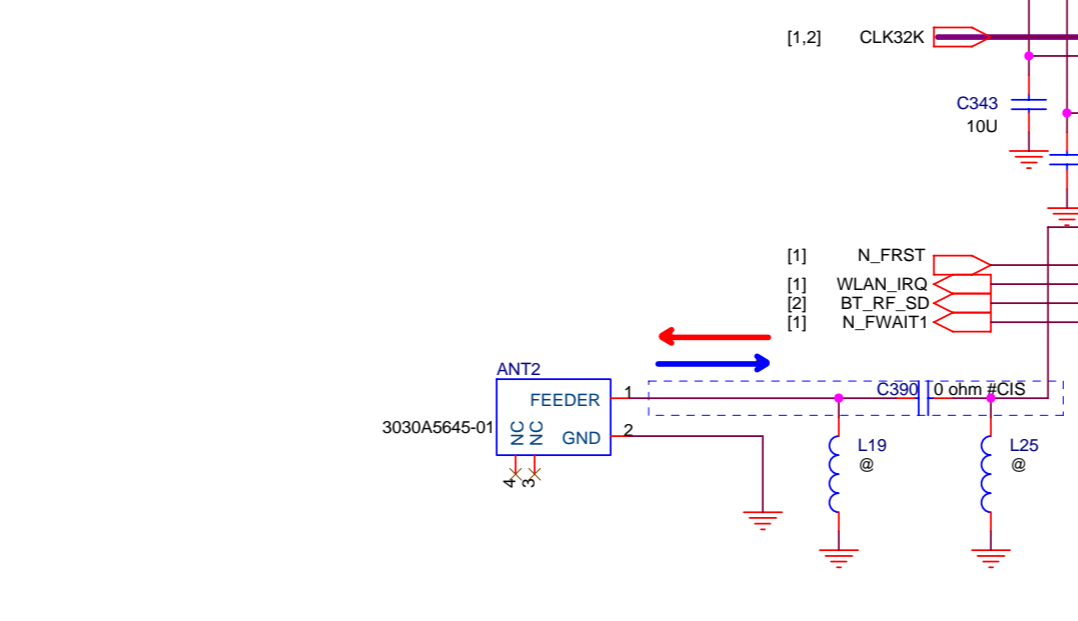 [1,2] CLK32K
C343
10U
[1] N_FRST
[1] WLAN_IRQ
[2] BT_RF_SD
[1] N_FWAIT1
ANT2
C390 0 ohm #CIS
1
FEEDER
3030A5645-01
NC
NC
GND
2
L19
@
L25
@
4
3